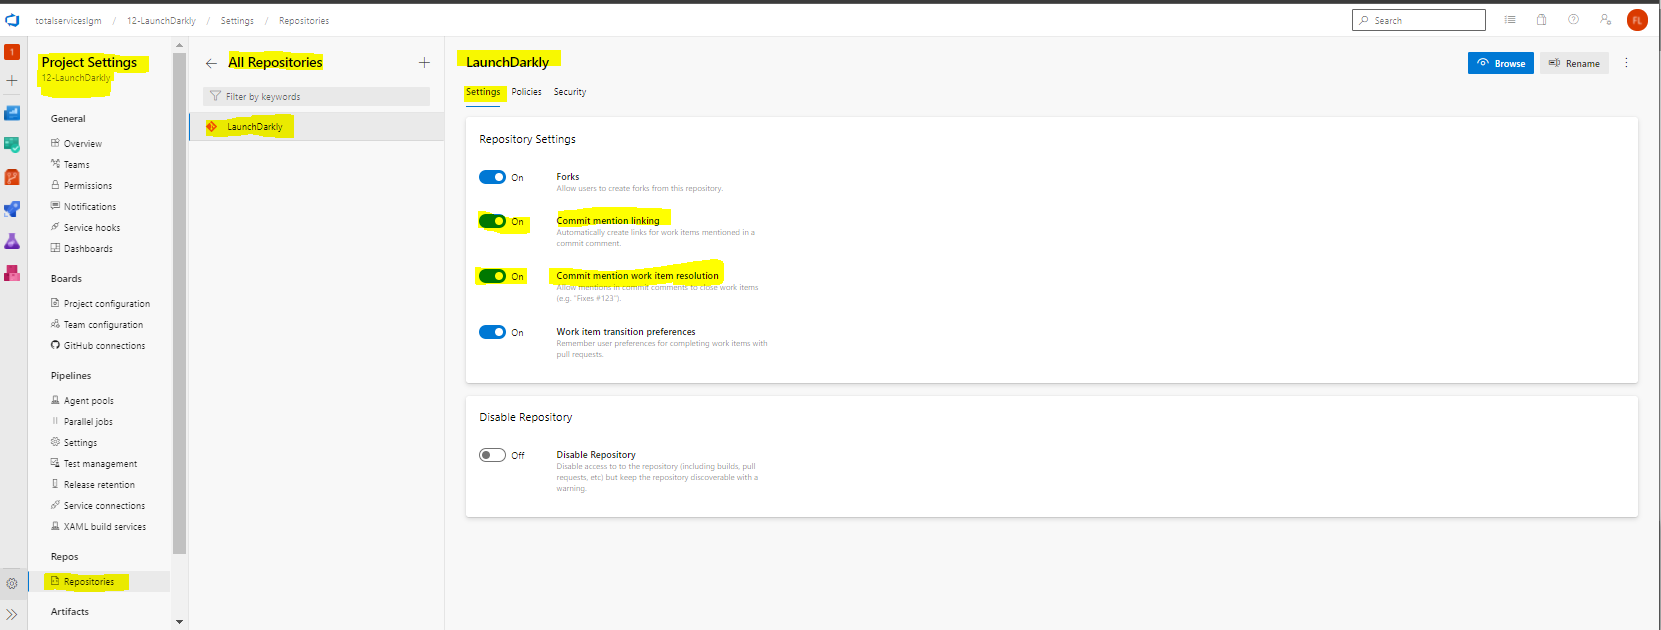 totalserviceslgm / 12-LaunchDarkly / Settings / Repositories
Search
FL
1
Project Settings
12-LaunchDarkly
General
Overview
Teams
Permissions
Notifications
Service hooks
Dashboards
Boards
Project configuration
Team configuration
GitHub connections
Pipelines
Agent pools
Parallel jobs
Settings
Test management
Release retention
Service connections
XAML build services
Repos
Repositories
Artifacts
All Repositories
Filter by keywords
LaunchDarkly
LaunchDarkly
Browse
Rename
Settings Policies Security
Repository Settings
On
Forks
Allow users to create forks from this repository.
On
Commit mention linking
Automatically create links for work items mentioned in a
commit comment.
On
Commit mention work item resolution
Allow mentions in commit comments to close work items
(e.g. "Fixes #123").
On
Work item transition preferences
Remember user preferences for completing work items with
pull requests.
Disable Repository
Off
Disable Repository
Disable access to to the repository (including builds, pull
requests, etc) but keep the repository discoverable with a
warning.